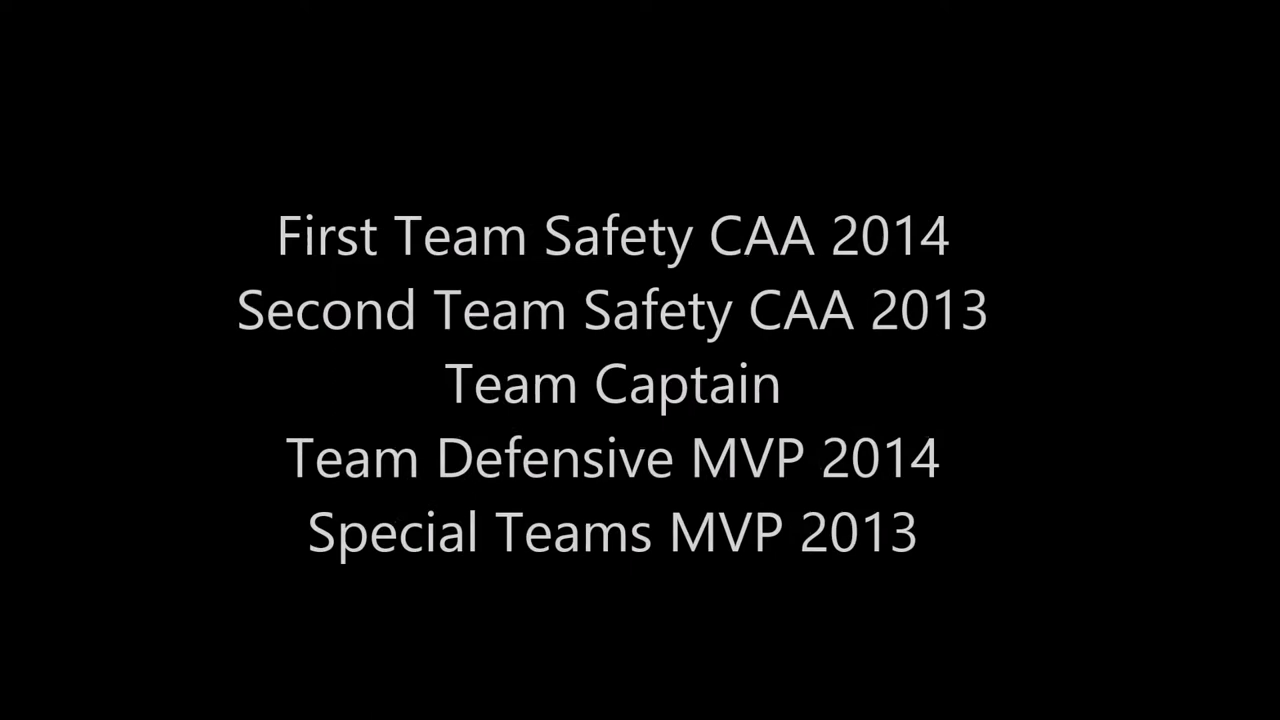 First Team Safety CAA 2014
Second Team Safety CAA 2013
Team Captain
Team Defensive MVP 2014
Special Teams MVP 2013